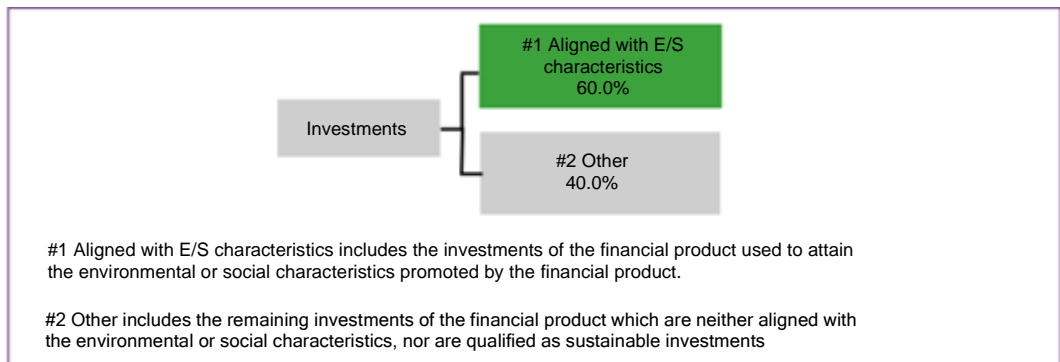 #1 Aligned with E/S
characteristics
60.0%
Investments
#2 Other
40.0%
#1 Aligned with E/S characteristics includes the investments of the financial product used to attain
the environmental or social characteristics promoted by the financial product.
#2 Other includes the remaining investments of the financial product which are neither aligned with
the environmental or social characteristics, nor are qualified as sustainable investments